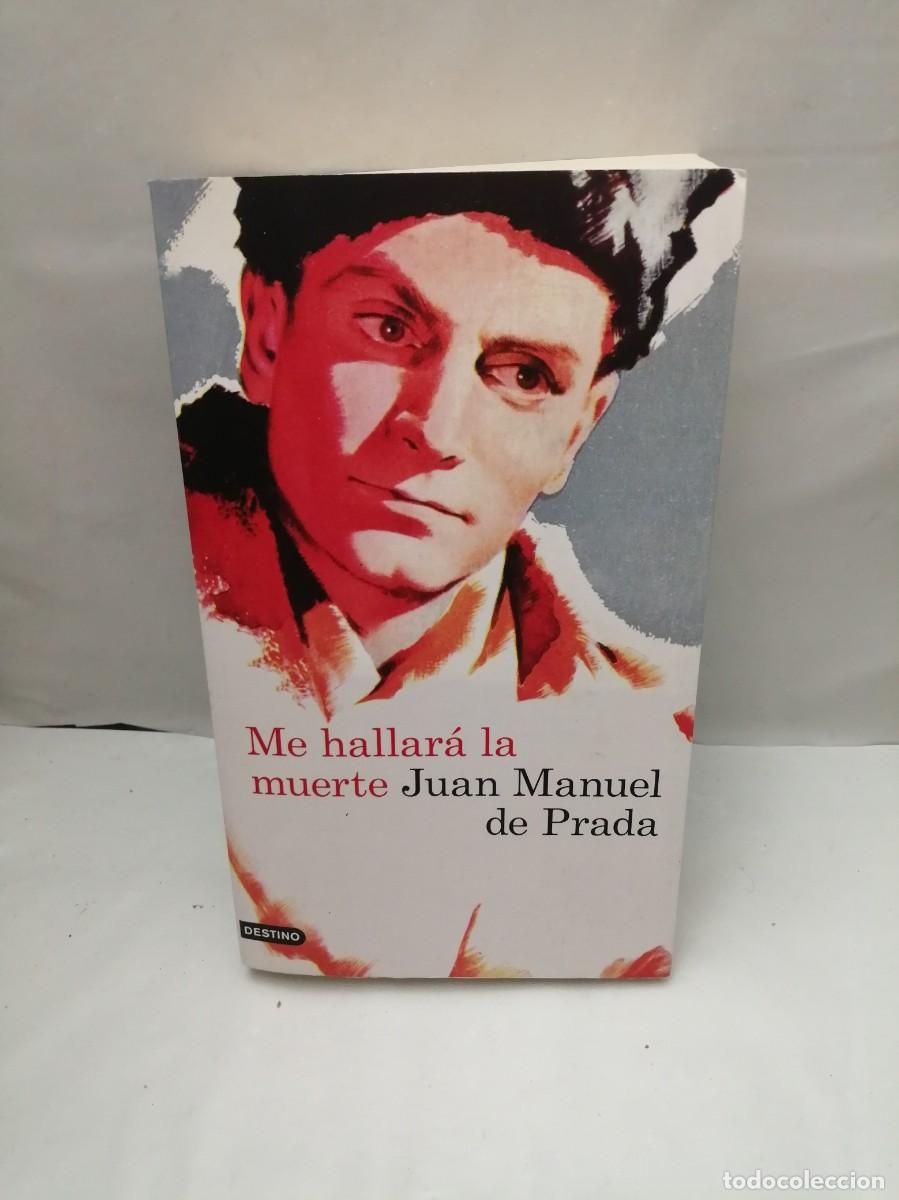 Me hallará la
muerte Juan Manuel
de Prada
DESTINO
todocoleccion